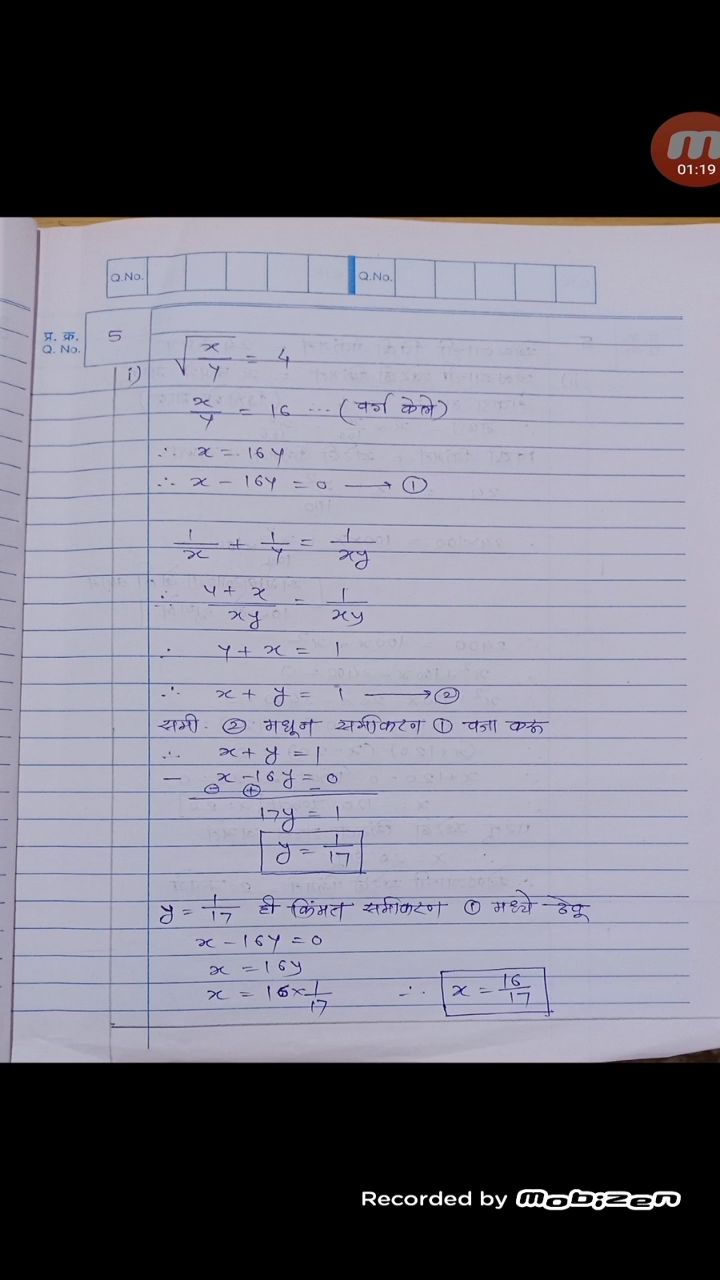 01:19
Q.No. Q.No.
प्र. क्र. 5
Q. No.
i) √(x/y) = 4
x/y = 16 ... (वर्ग केले)
∴ x = 16y
∴ x - 16y = 0 → ①
1/x + 1/y = 1/xy
∴ (y + x)/xy = 1/xy
∴ y + x = 1
∴ x + y = 1 → ②
समी. ② मधून समीकरण ① वजा करू
∴ x + y = 1
- x - 16y = 0
⊖ ⊕ -
17y = 1
y = 1/17
y = 1/17 ही किंमत समीकरण ① मध्ये ठेवू
x - 16y = 0
x = 16y
x = 16 × 1/17 ∴ x = 16/17
Recorded by mobizen